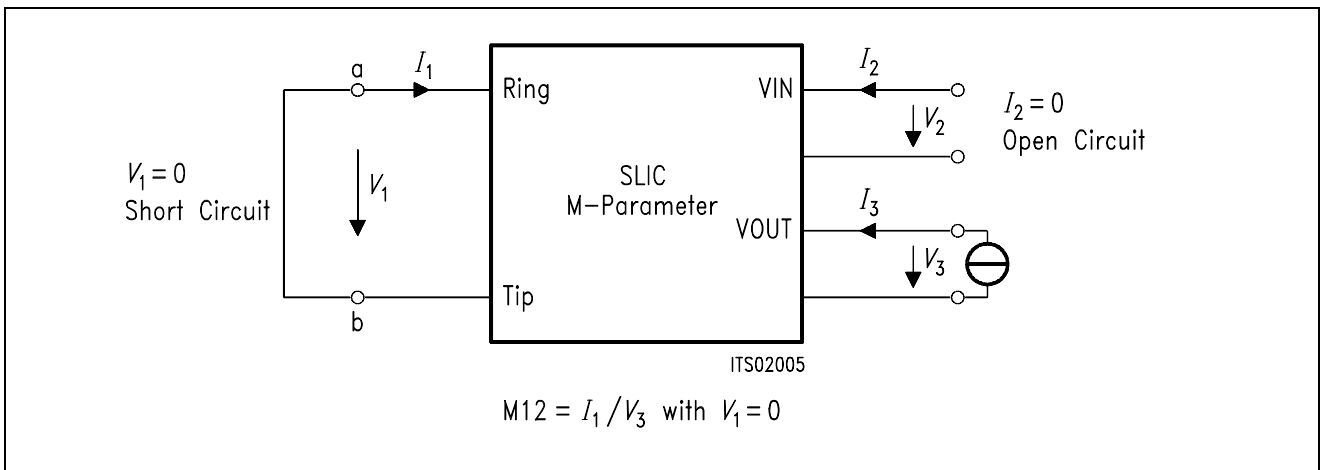 a
I1
Ring
V1 = 0
Short Circuit
V1
Tip
b
SLIC
M-Parameter
VIN
VOUT
I2
V2
I2 = 0
Open Circuit
I3
V3
ITS02005
M12 = I1 / V3 with V1 = 0